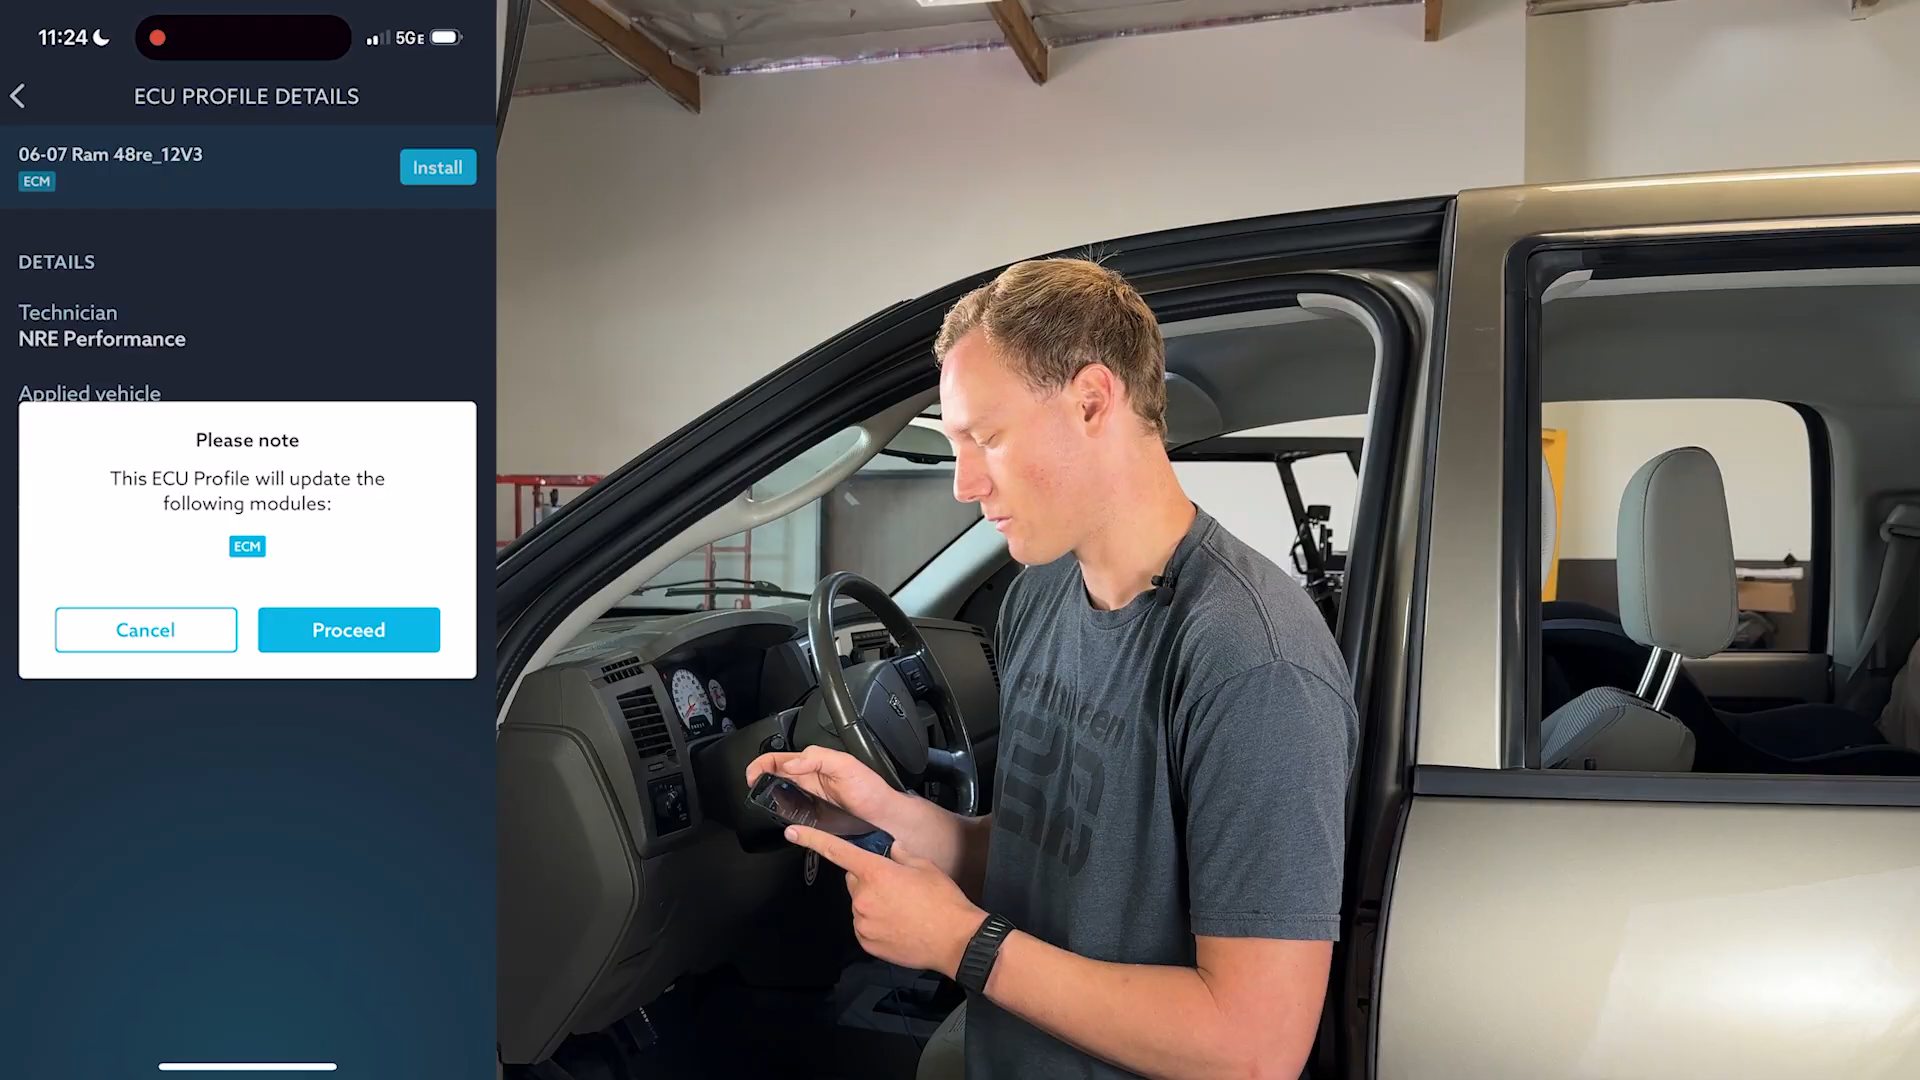 11:24
5GE
ECU PROFILE DETAILS
06-07 Ram 48re_12V3
Install
ECM
DETAILS
Technician
NRE Performance
Applied vehicle
Please note
This ECU Profile will update the
following modules:
ECM
Cancel
Proceed